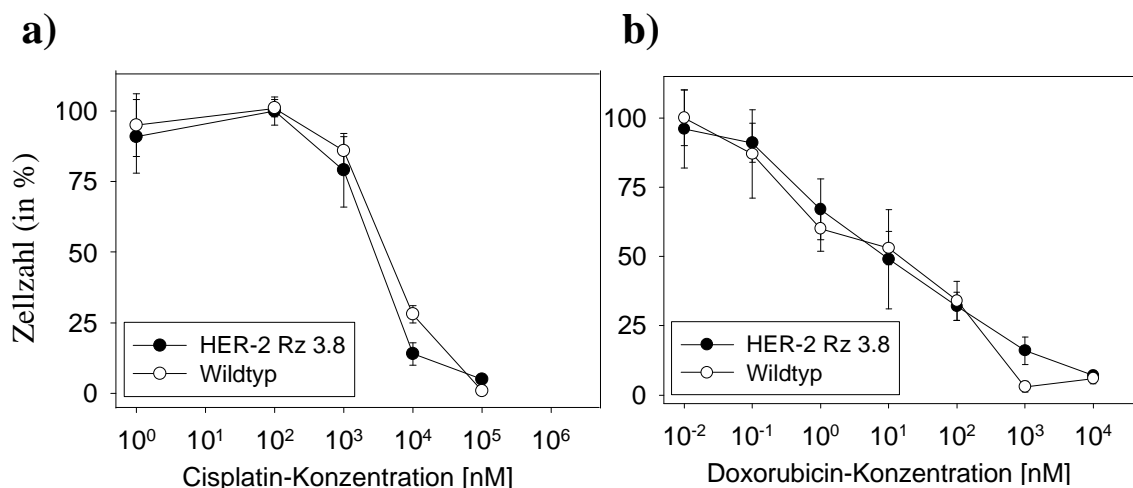 a)
Zellzahl (in %)
100
75
50
25
0
HER-2 Rz 3.8
Wildtyp
10⁰ 10¹ 10² 10³ 10⁴ 10⁵ 10⁶
Cisplatin-Konzentration [nM]
b)
100
75
50
25
0
HER-2 Rz 3.8
Wildtyp
10⁻² 10⁻¹ 10⁰ 10¹ 10² 10³ 10⁴
Doxorubicin-Konzentration [nM]